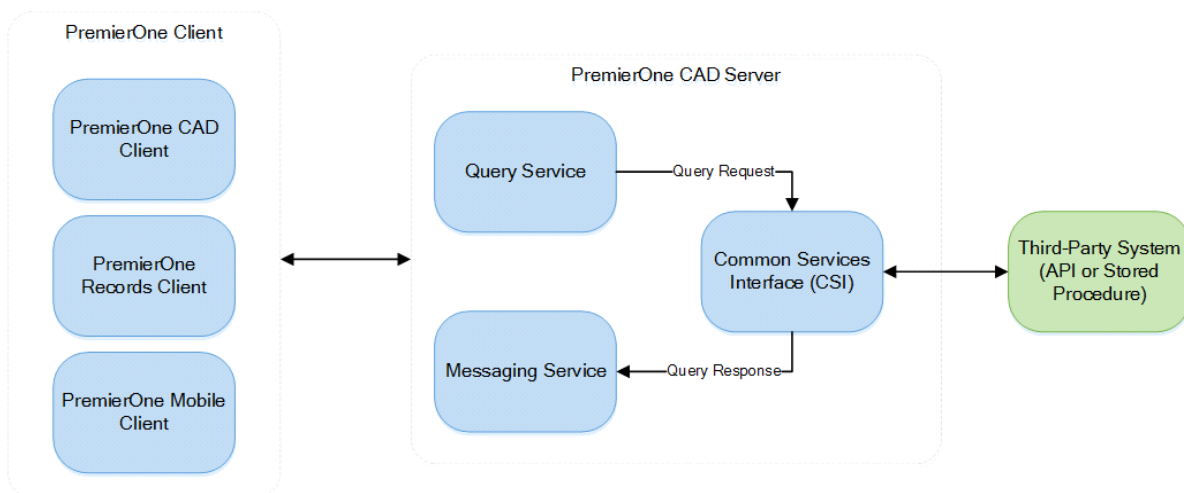 PremierOne Client
PremierOne CAD
Client
PremierOne
Records Client
PremierOne Mobile
Client
PremierOne CAD Server
Query Service
Query Request
Common Services
Interface (CSI)
Messaging Service
Query Response
Third-Party System
(API or Stored
Procedure)